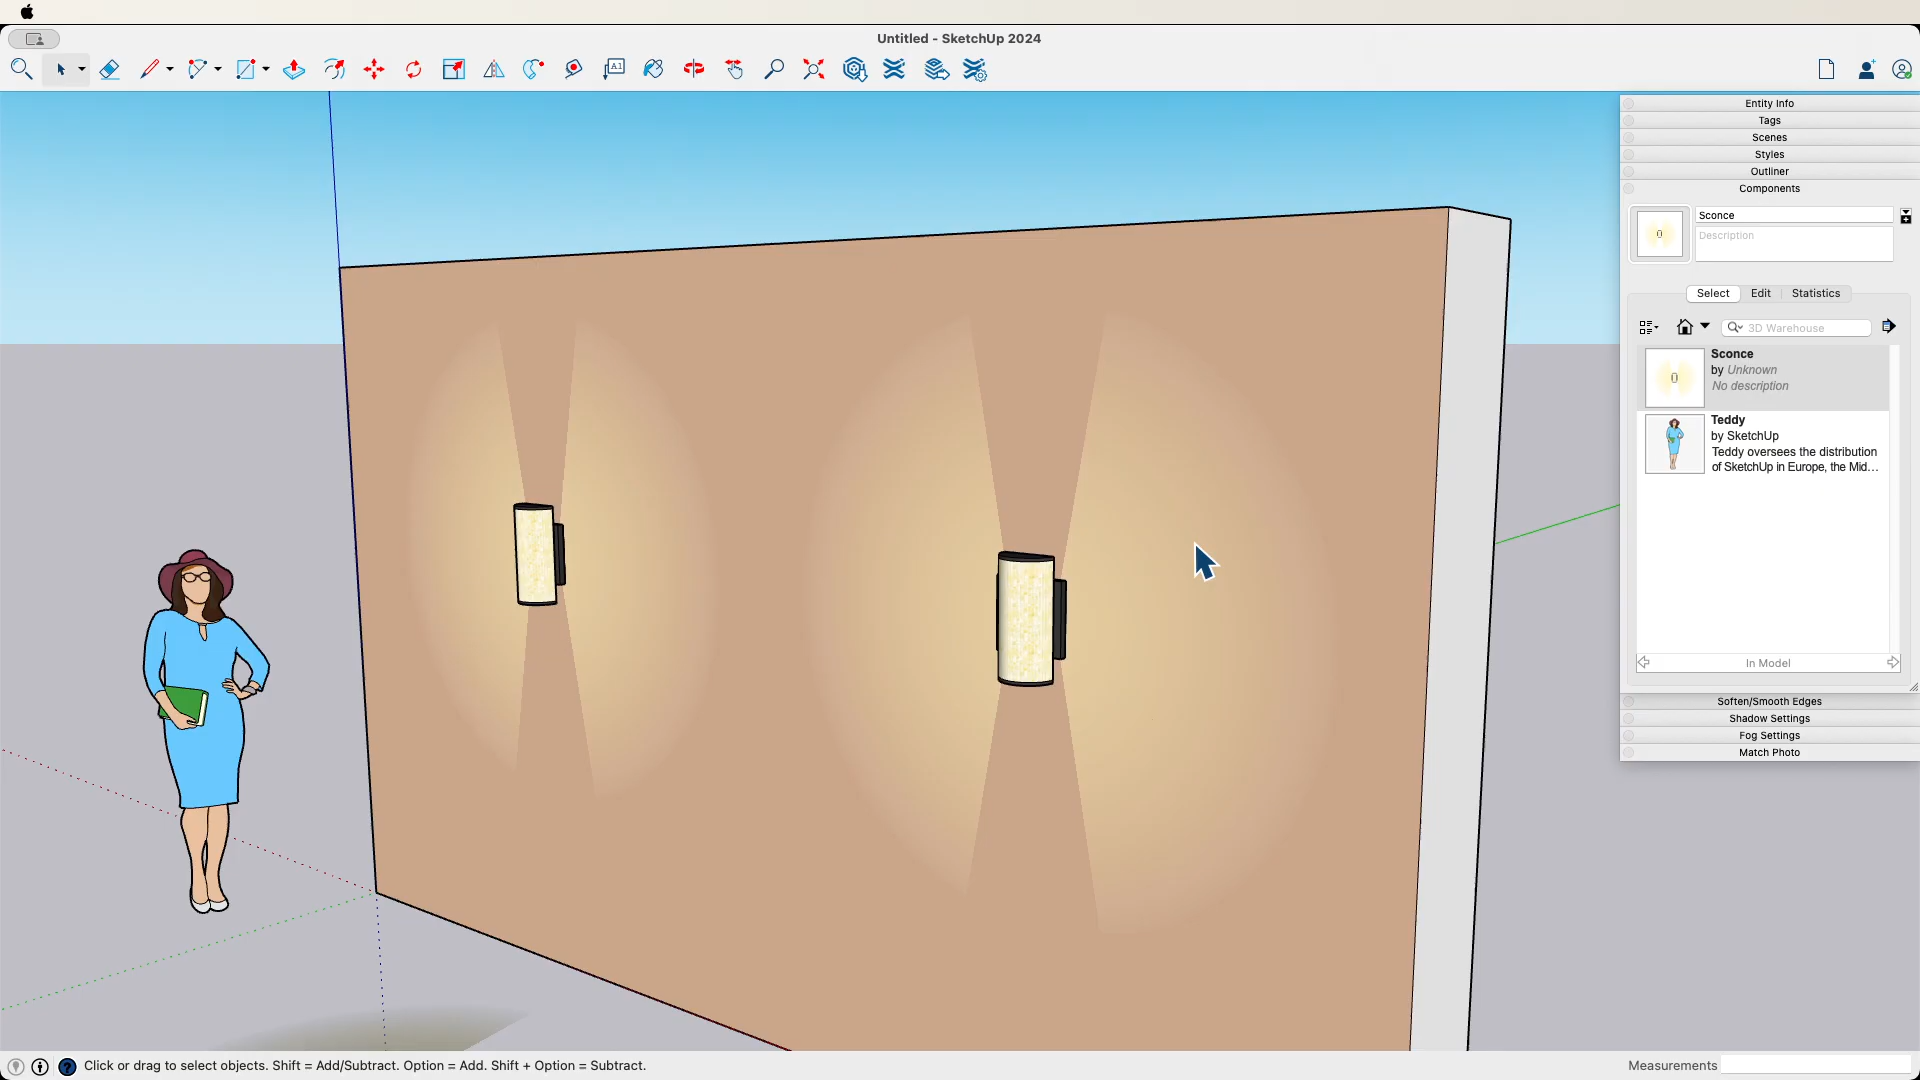 Untitled - SketchUp 2024
A1
Entity Info
Tags
Scenes
Styles
Outliner
Components
Sconce
Description
Select Edit Statistics
3D Warehouse
Sconce
by Unknown
No description
Teddy
by SketchUp
Teddy oversees the distribution
of SketchUp in Europe, the Mid...
In Model
Soften/Smooth Edges
Shadow Settings
Fog Settings
Match Photo
Click or drag to select objects. Shift = Add/Subtract. Option = Add. Shift + Option = Subtract.
Measurements